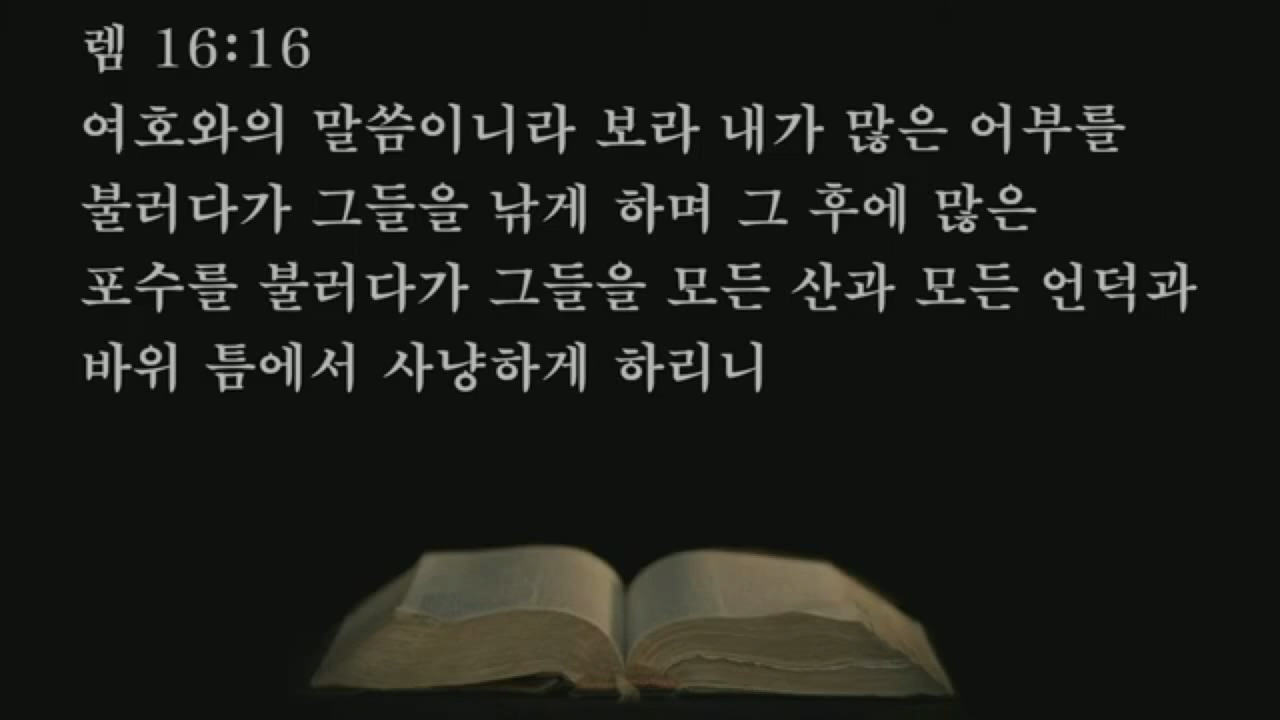 렘 16:16
여호와의 말씀이니라 보라 내가 많은 어부를
불러다가 그들을 낚게 하며 그 후에 많은
포수를 불러다가 그들을 모든 산과 모든 언덕과
바위 틈에서 사냥하게 하리니